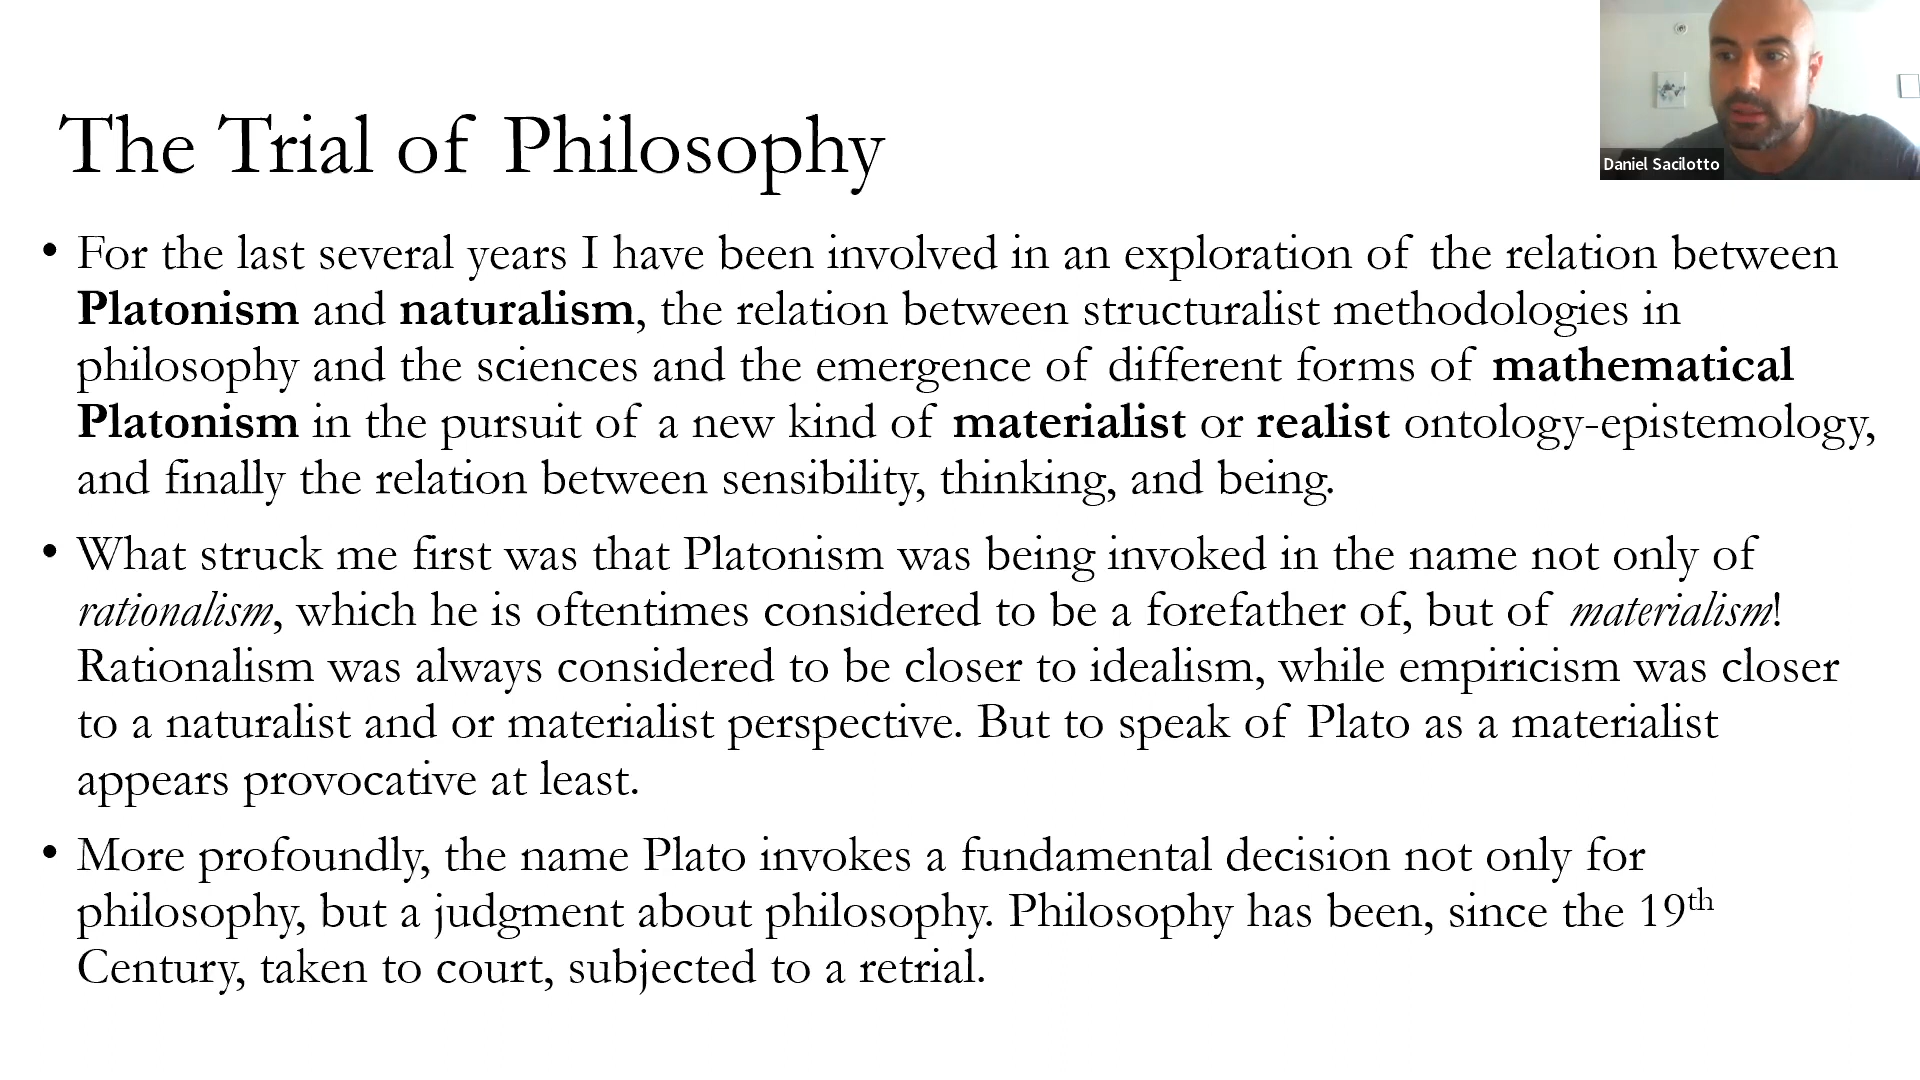 The Trial of Philosophy
Daniel Sacilotto
• For the last several years I have been involved in an exploration of the relation between
Platonism and naturalism, the relation between structuralist methodologies in
philosophy and the sciences and the emergence of different forms of mathematical
Platonism in the pursuit of a new kind of materialist or realist ontology-epistemology,
and finally the relation between sensibility, thinking, and being.
• What struck me first was that Platonism was being invoked in the name not only of
rationalism, which he is oftentimes considered to be a forefather of, but of materialism!
Rationalism was always considered to be closer to idealism, while empiricism was closer
to a naturalist and or materialist perspective. But to speak of Plato as a materialist
appears provocative at least.
• More profoundly, the name Plato invokes a fundamental decision not only for
philosophy, but a judgment about philosophy. Philosophy has been, since the 19th
Century, taken to court, subjected to a retrial.